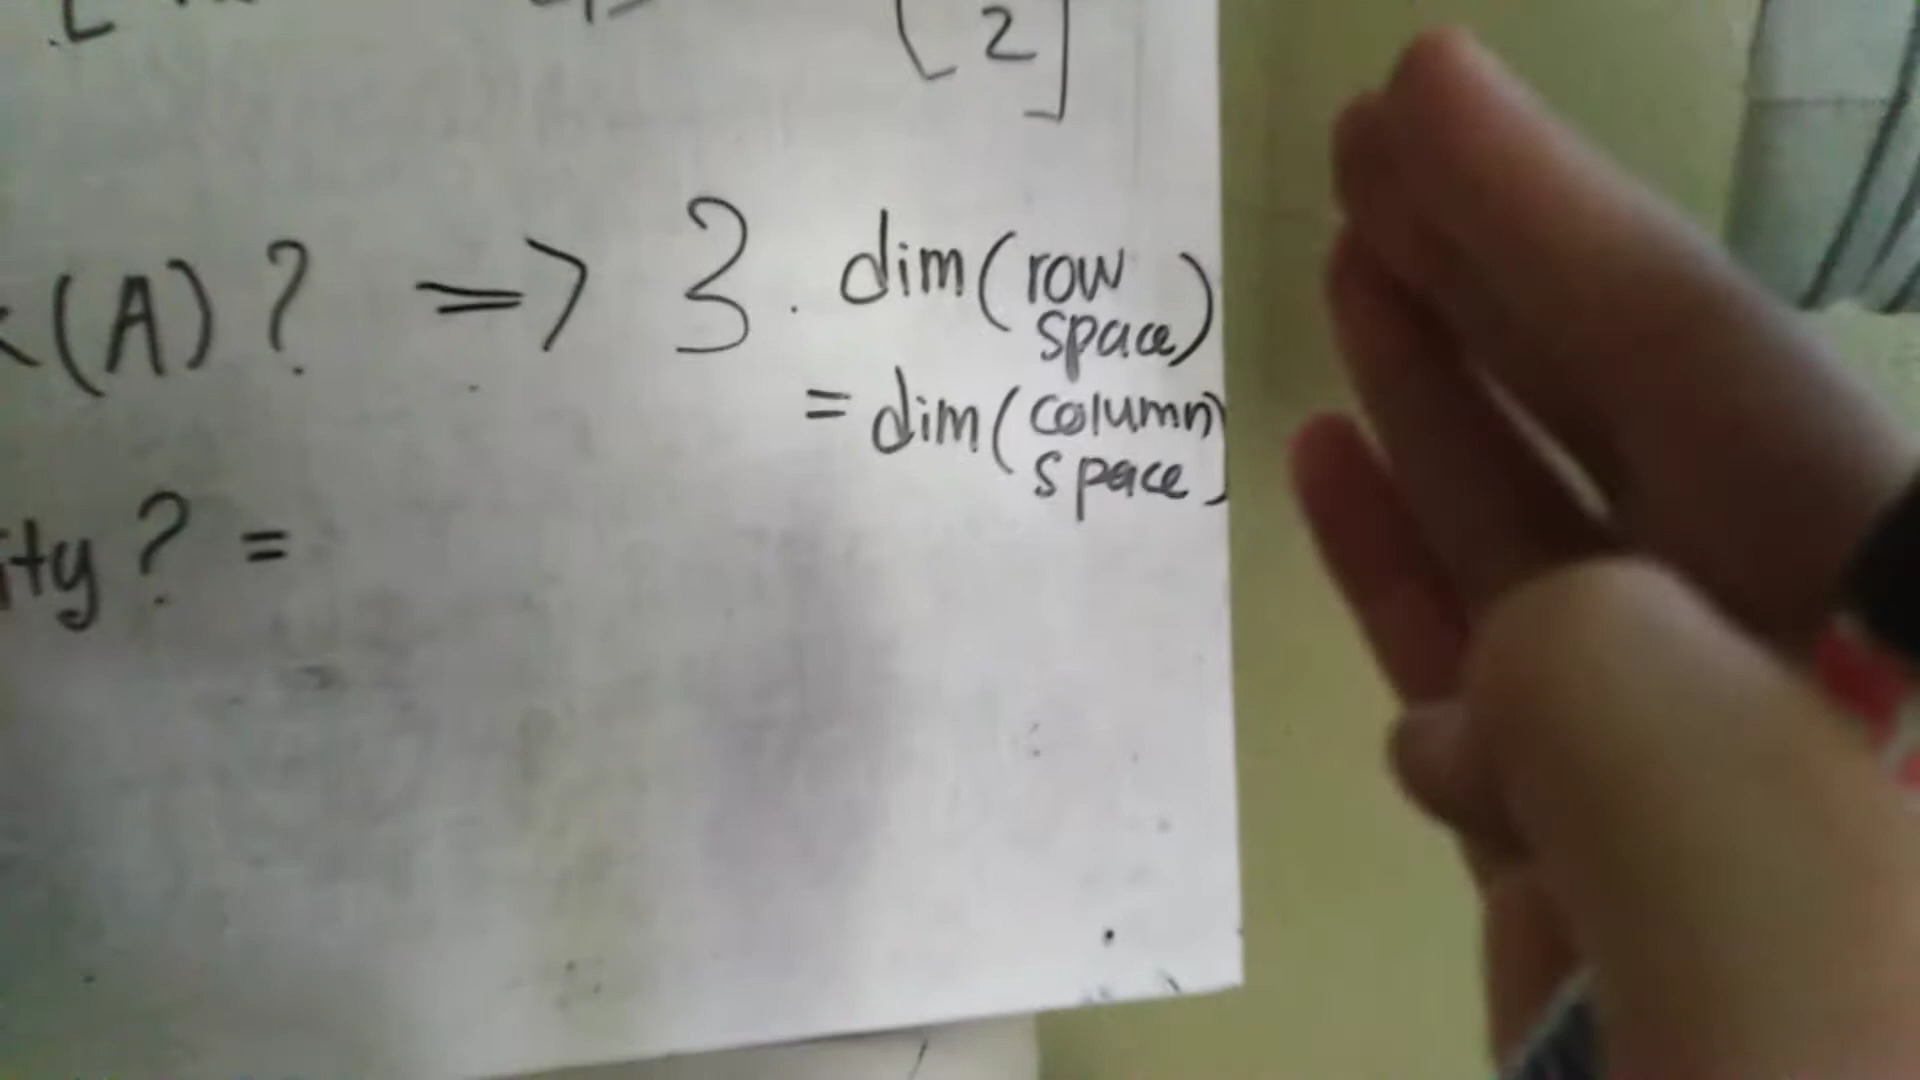 2]
(A) ? => 3. dim(row space)
= dim(column space)
ity? =